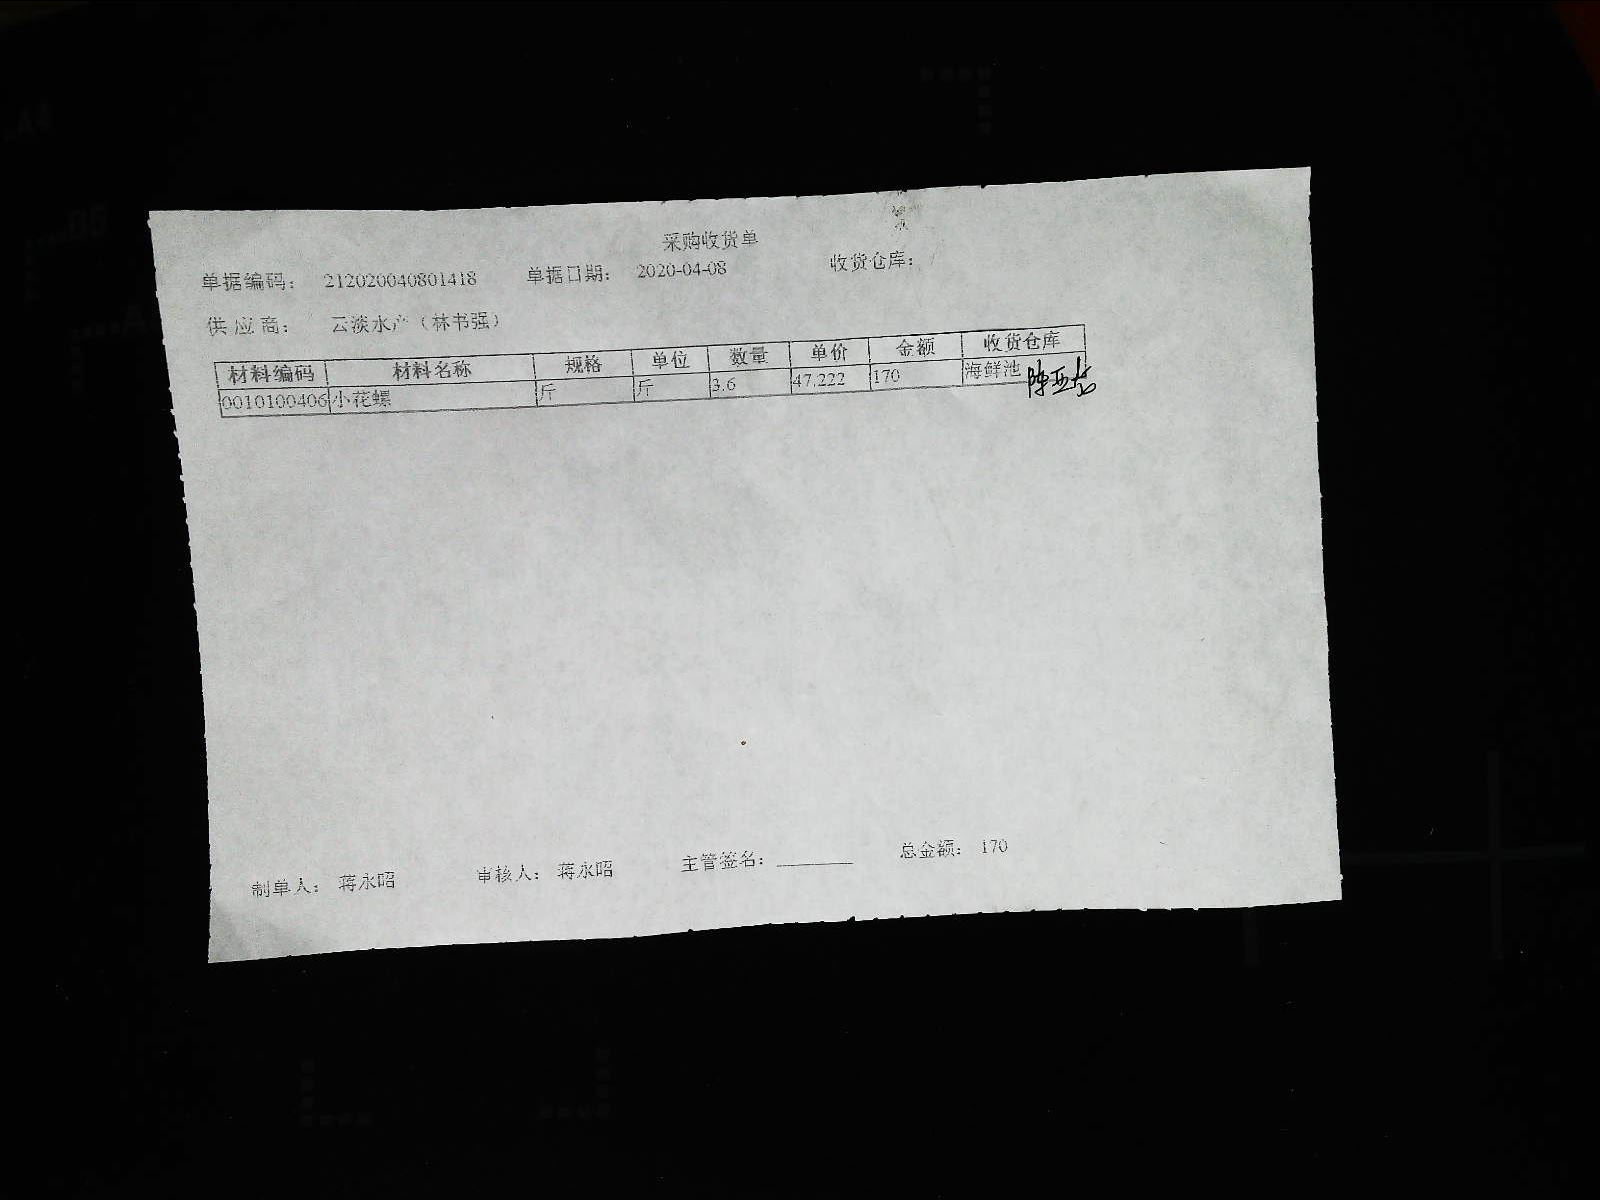 采购收货单
单据编码： 212020040801418 单据日期： 2020-04-08 收货仓库：
供应商： 云淡水产（林书强）
材料编码 材料名称 规格 单位 数量 单价 金额 收货仓库
0010100406 小花螺 斤 斤 3.6 47.222 170 海鲜池
制单人： 蒋永昭 审核人： 蒋永昭 主管签名： 总金额： 170